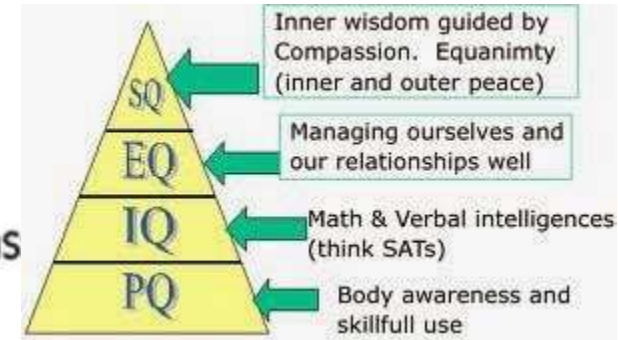 Inner wisdom guided by
Compassion. Equanimty
(inner and outer peace)
SQ
Managing ourselves and
our relationships well
EQ
Math & Verbal intelligences
(think SATs)
IQ
Body awareness and
skillfull use
PQ